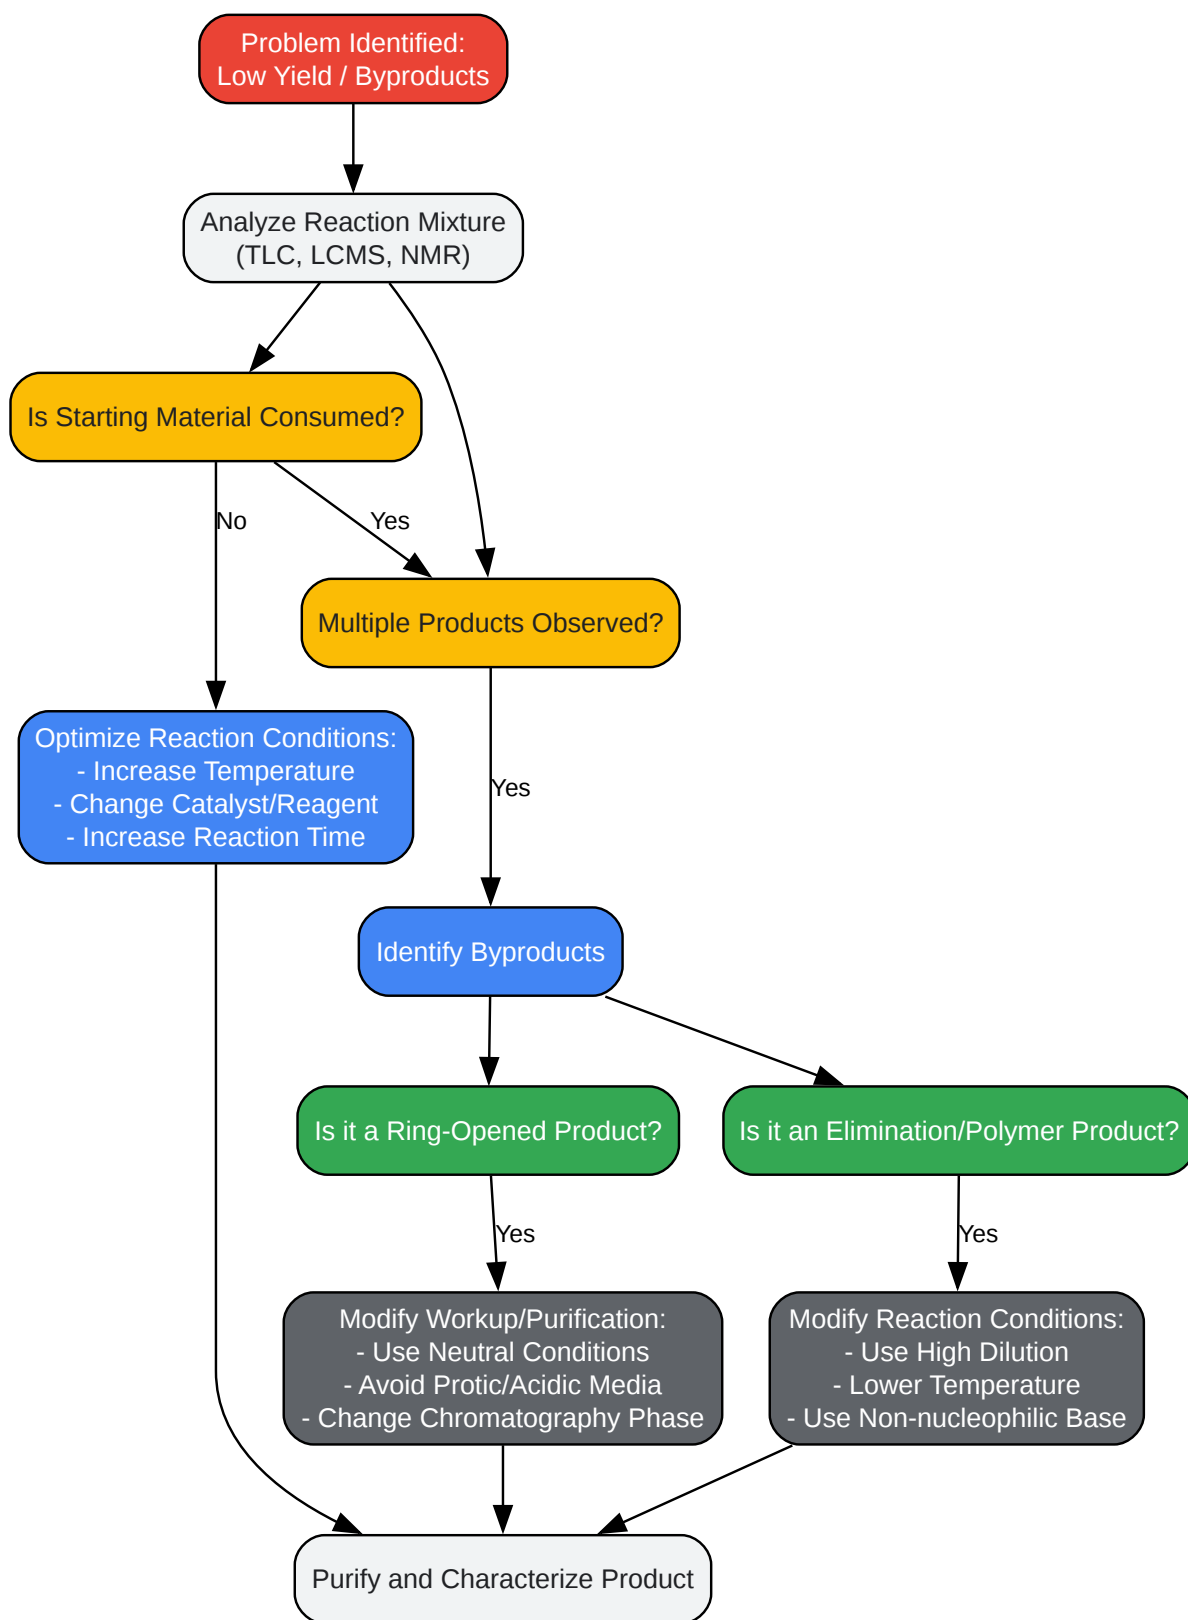 Problem Identified:
Low Yield / Byproducts
Analyze Reaction Mixture
(TLC, LCMS, NMR)
Is Starting Material Consumed?
No
Yes
Multiple Products Observed?
Optimize Reaction Conditions:
- Increase Temperature
- Change Catalyst/Reagent
- Increase Reaction Time
Yes
Identify Byproducts
Is it a Ring-Opened Product?
Is it an Elimination/Polymer Product?
Yes
Yes
Modify Workup/Purification:
- Use Neutral Conditions
- Avoid Protic/Acidic Media
- Change Chromatography Phase
Modify Reaction Conditions:
- Use High Dilution
- Lower Temperature
- Use Non-nucleophilic Base
Purify and Characterize Product